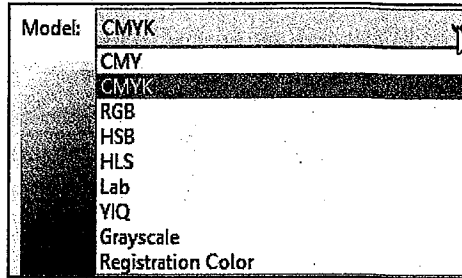 Model: CMYK
CMY
CMYK
RGB
HSB
HLS
Lab
YIQ
Grayscale
Registration Color